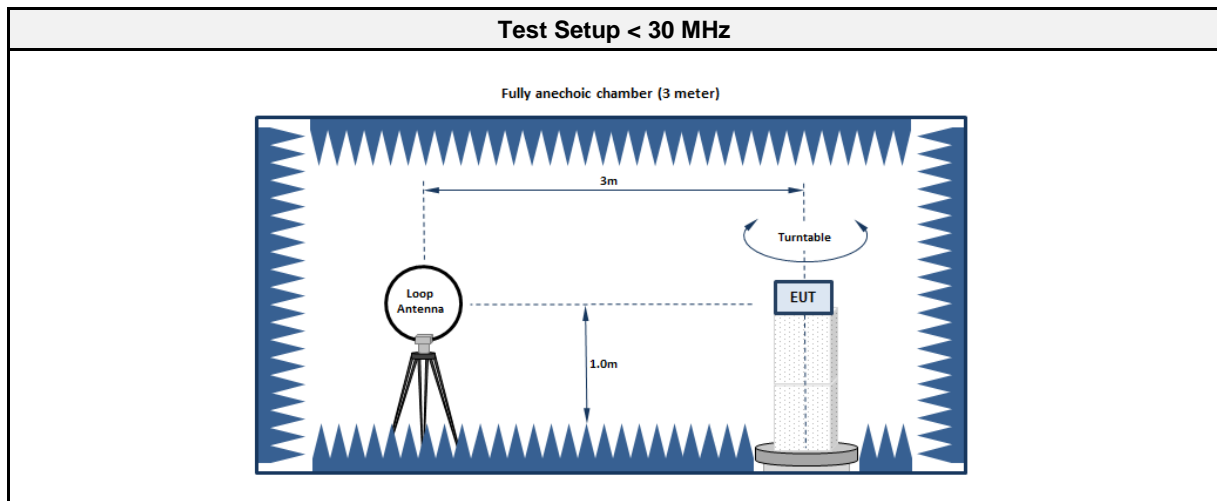 Test Setup < 30 MHz
Fully anechoic chamber (3 meter)
3m
Turntable
Loop
Antenna
EUT
1.0m